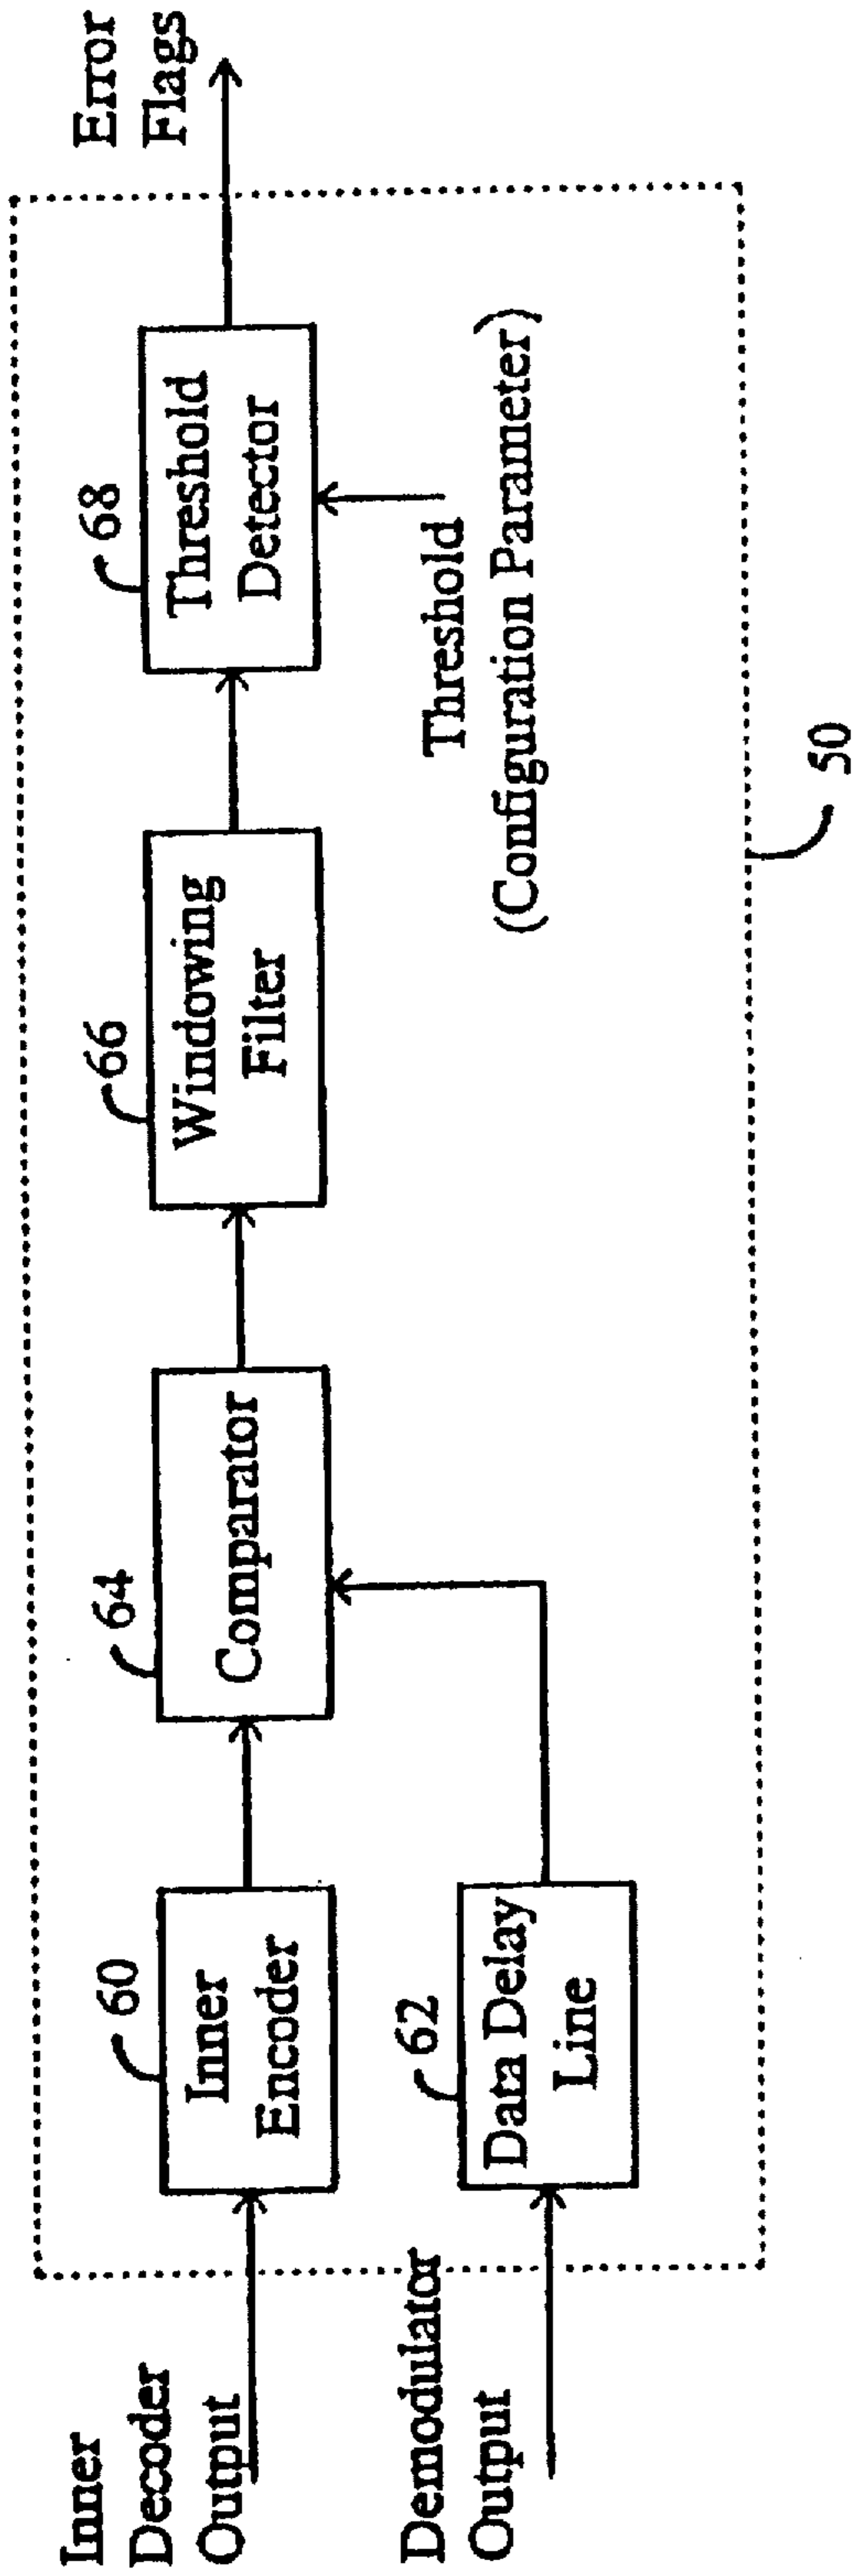 Inner
Decoder
Output
Demodulator
Output
60
Inner
Encoder
62
Data Delay
Line
64
Comparator
66
Windowing
Filter
68
Threshold
Detector
Threshold
(Configuration Parameter)
Error
Flags
50